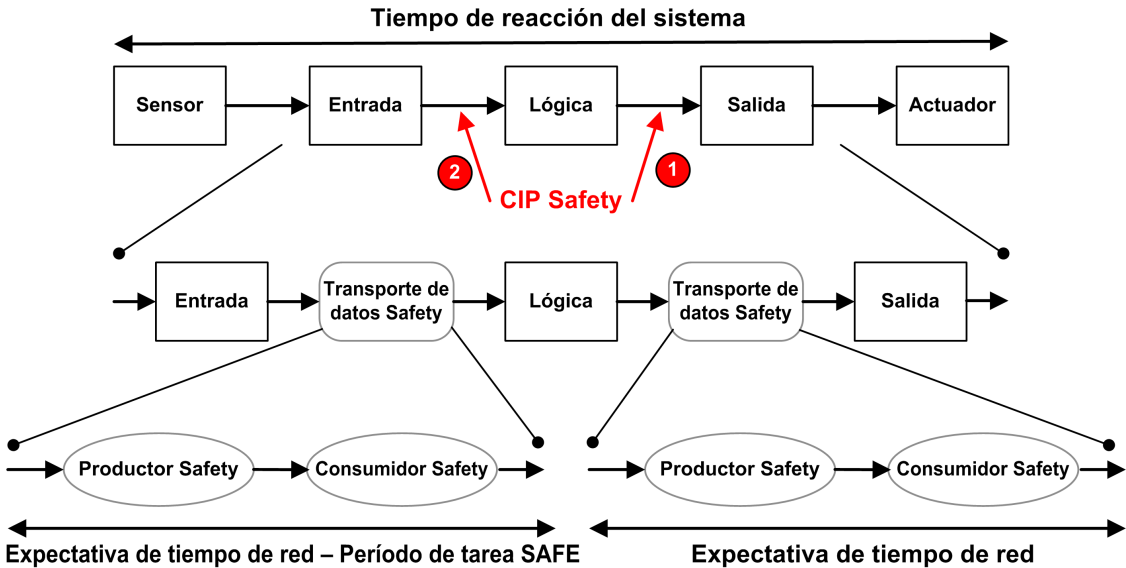 Tiempo de reacción del sistema
Sensor
Entrada
Lógica
Salida
Actuador
2
1
CIP Safety
Entrada
Transporte de
datos Safety
Lógica
Transporte de
datos Safety
Salida
Productor Safety
Consumidor Safety
Productor Safety
Consumidor Safety
Expectativa de tiempo de red – Período de tarea SAFE
Expectativa de tiempo de red